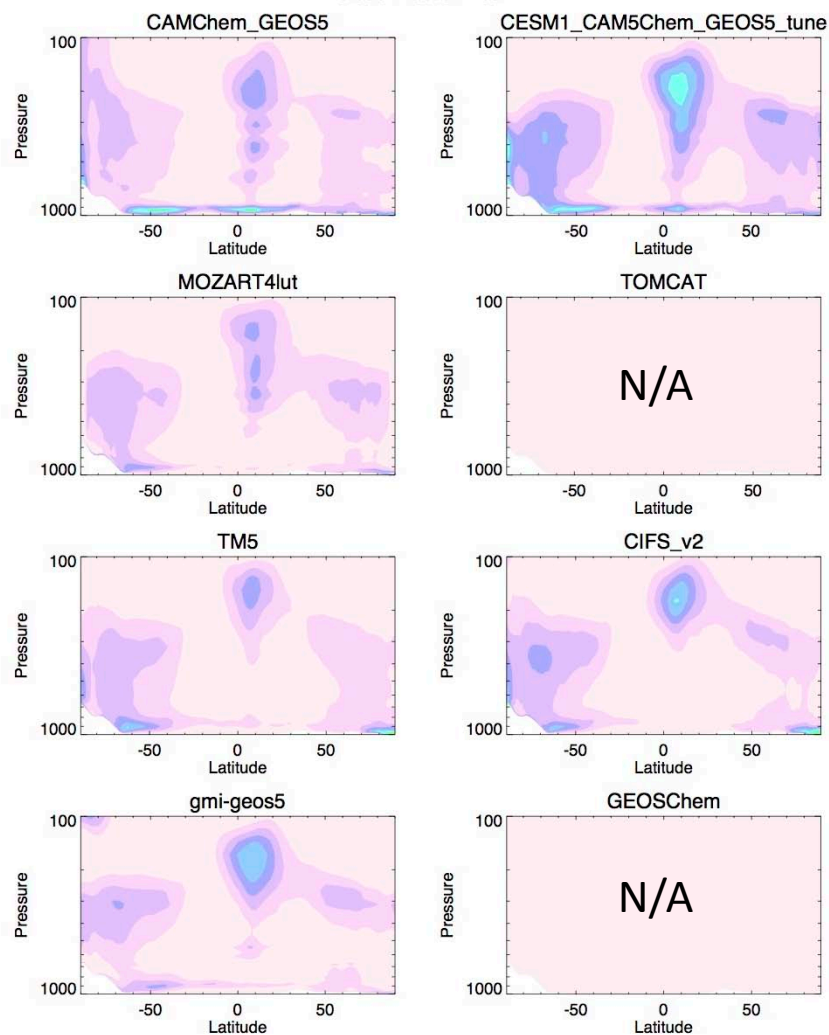 CAMChem_GEOS5
CESM1_CAM5Chem_GEOS5_tune
100
Pressure
1000
-50 0 50
Latitude
100
Pressure
1000
-50 0 50
Latitude
MOZART4lut
TOMCAT
100
Pressure
1000
-50 0 50
Latitude
100
Pressure
N/A
1000
-50 0 50
Latitude
TM5
CIFS_v2
100
Pressure
1000
-50 0 50
Latitude
100
Pressure
1000
-50 0 50
Latitude
gmi-geos5
GEOSChem
100
Pressure
1000
-50 0 50
Latitude
100
Pressure
N/A
1000
-50 0 50
Latitude